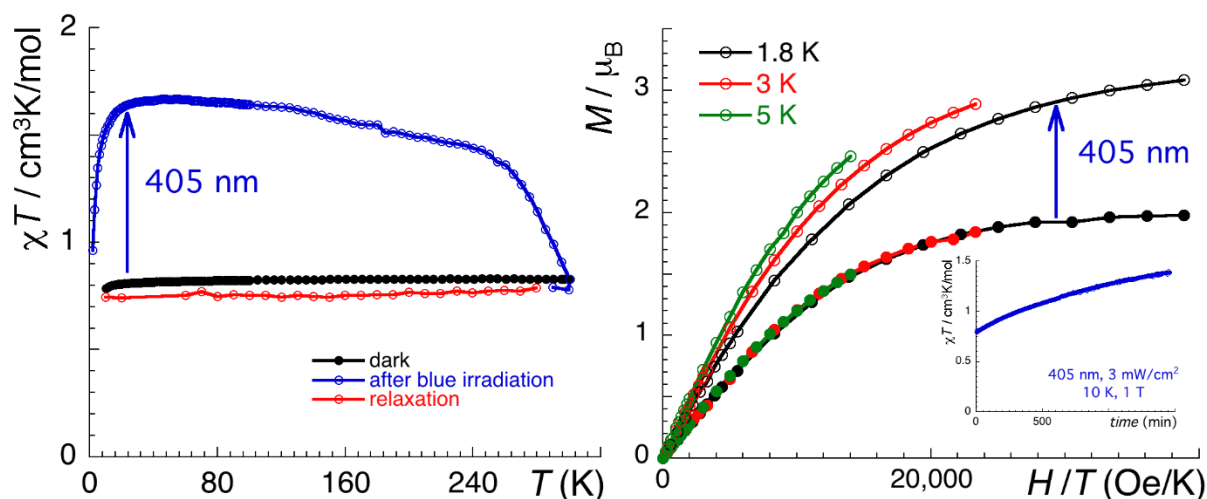 χT / cm³K/mol
2
1
0
405 nm
dark
after blue irradiation
relaxation
0
80
160
240
T (K)
M / μB
3
2
1
0
1.8 K
3 K
5 K
405 nm
χT / cm³K/mol
1.5
1
0.5
0
405 nm, 3 mW/cm²
10 K, 1 T
500
time (min)
0
20,000
H/T (Oe/K)